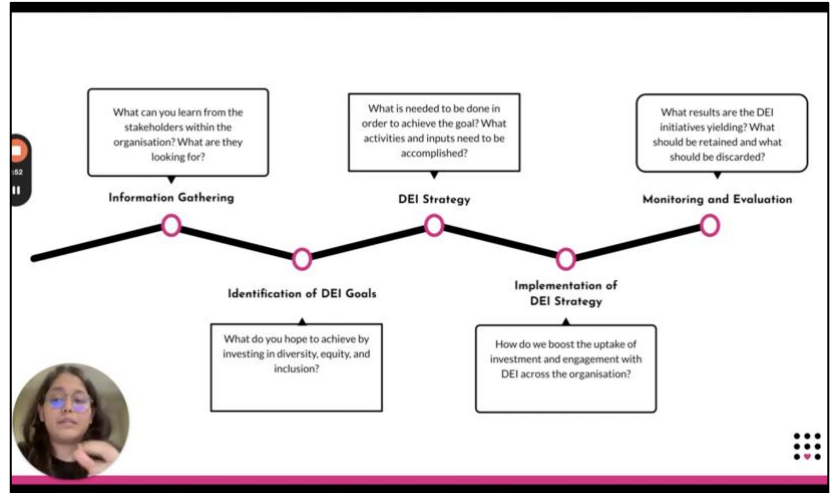 What can you learn from the
stakeholders within the
organisation? What are they
looking for?
Information Gathering
What is needed to be done in
order to achieve the goal? What
activities and inputs need to be
accomplished?
DEI Strategy
What results are the DEI
initiatives yielding? What
should be retained and what
should be discarded?
Monitoring and Evaluation
:52
Identification of DEI Goals
What do you hope to achieve by
investing in diversity, equity, and
inclusion?
Implementation of
DEI Strategy
How do we boost the uptake of
investment and engagement with
DEI across the organisation?